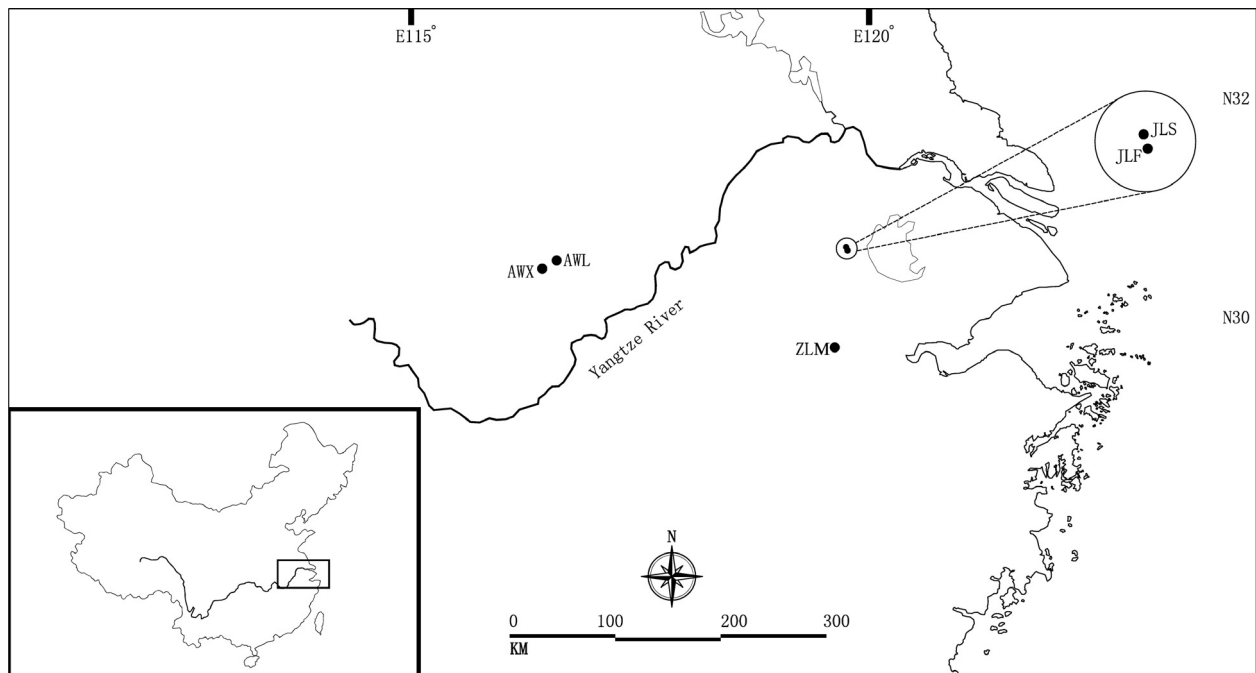 E115°
E120°
N32
JLS
JLF
AWL
AWX
N30
Yangtze River
ZLM
N
0 100 200 300
KM